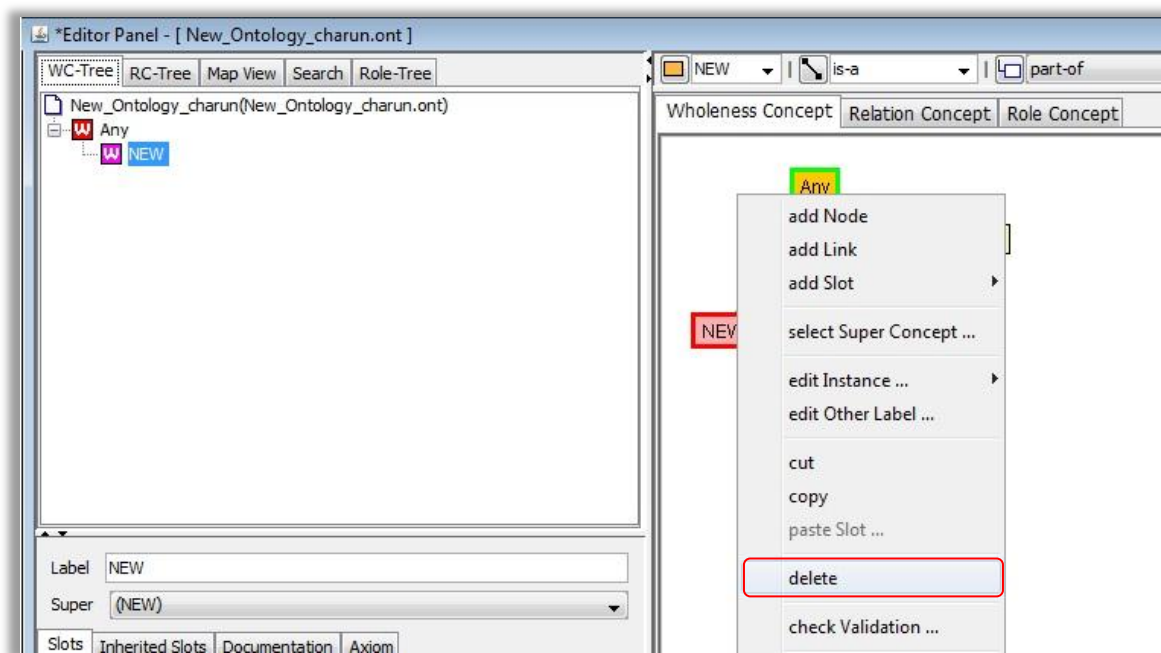 *Editor Panel - [ New_Ontology_charun.ont ]
WC-Tree RC-Tree Map View Search Role-Tree
New_Ontology_charun(New_Ontology_charun.ont)
Any
NEW
Label NEW
Super (NEW)
Slots Inherited Slots Documentation Axiom
NEW is-a part-of
Wholeness Concept Relation Concept Role Concept
Any
NEW
add Node
add Link
add Slot
select Super Concept ...
edit Instance ...
edit Other Label ...
cut
copy
paste Slot ...
delete
check Validation ...